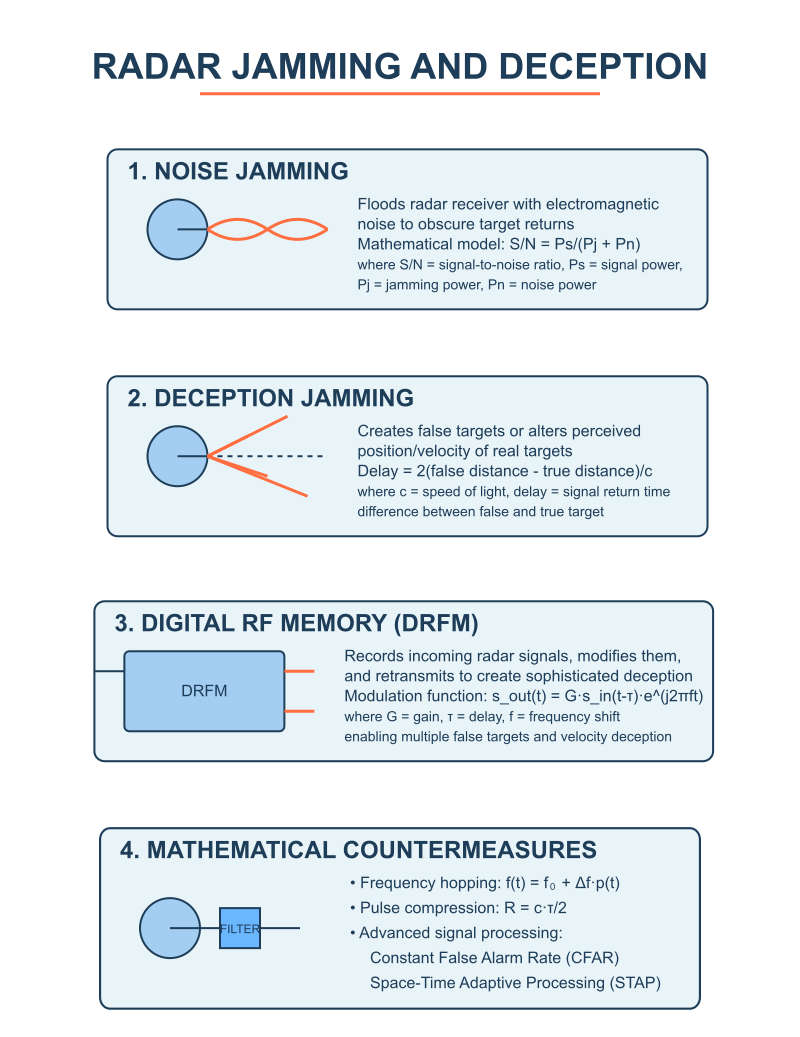 RADAR JAMMING AND DECEPTION
1. NOISE JAMMING
Floods radar receiver with electromagnetic
noise to obscure target returns
Mathematical model: S/N = Ps/(Pj + Pn)
where S/N = signal-to-noise ratio, Ps = signal power,
Pj = jamming power, Pn = noise power
2. DECEPTION JAMMING
Creates false targets or alters perceived
position/velocity of real targets
Delay = 2(false distance - true distance)/c
where c = speed of light, delay = signal return time
difference between false and true target
3. DIGITAL RF MEMORY (DRFM)
DRFM
Records incoming radar signals, modifies them,
and retransmits to create sophisticated deception
Modulation function: s_out(t) = G·s_in(t-τ)·e^(j2πft)
where G = gain, τ = delay, f = frequency shift
enabling multiple false targets and velocity deception
4. MATHEMATICAL COUNTERMEASURES
FILTER
• Frequency hopping: f(t) = f₀ + Δf·p(t)
• Pulse compression: R = c·τ/2
• Advanced signal processing:
Constant False Alarm Rate (CFAR)
Space-Time Adaptive Processing (STAP)